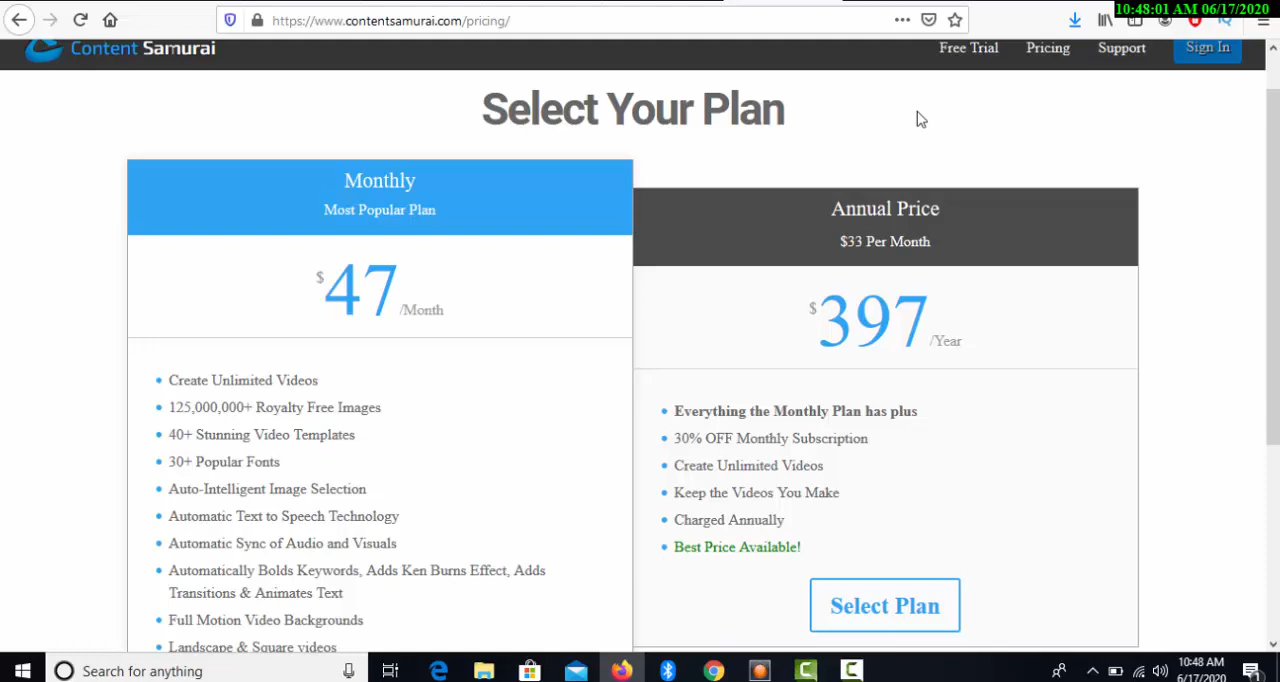 10:48:01 AM 06/17/2020
https://www.contentsamurai.com/pricing/
Content Samurai
Free Trial
Pricing
Support
Sign In
Select Your Plan
Monthly
Most Popular Plan
$47/Month
Create Unlimited Videos
125,000,000+ Royalty Free Images
40+ Stunning Video Templates
30+ Popular Fonts
Auto-Intelligent Image Selection
Automatic Text to Speech Technology
Automatic Sync of Audio and Visuals
Automatically Bolds Keywords, Adds Ken Burns Effect, Adds
Transitions & Animates Text
Full Motion Video Backgrounds
Landscape & Square videos
Annual Price
$33 Per Month
$397/Year
Everything the Monthly Plan has plus
30% OFF Monthly Subscription
Create Unlimited Videos
Keep the Videos You Make
Charged Annually
Best Price Available!
Select Plan
Search for anything
10:48 AM
6/17/2020